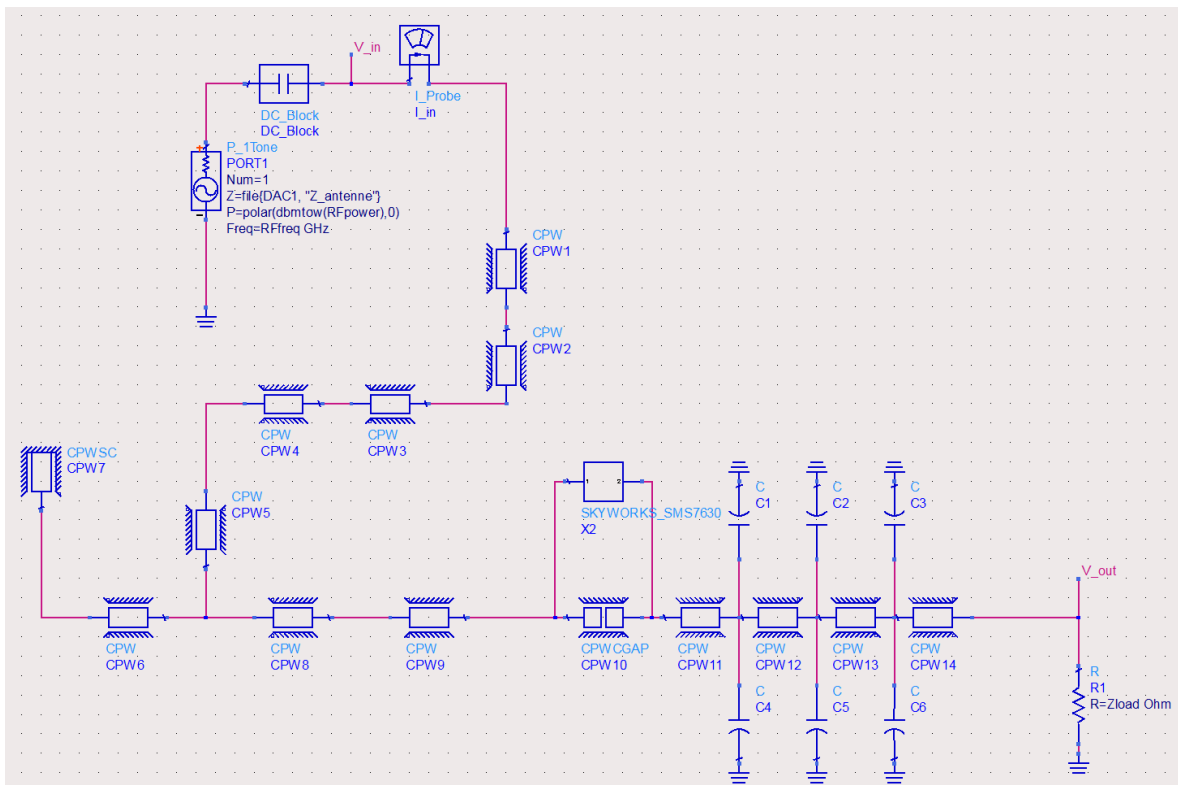 V_in
I_Probe
I_in
DC_Block
DC_Block
P_1Tone
PORT1
Num=1
Z=file{DAC1, "Z_antenne"}
P=polar(dbmtow(RFpower),0)
Freq=RFfreq GHz
+
-
CPW
CPW1
CPW
CPW2
CPW
CPW4
CPW
CPW3
CPWSC
CPW7
CPW
CPW5
1
2
SKYWORKS_SMS7630
X2
C
C1
C
C2
C
C3
V_out
CPW
CPW6
CPW
CPW8
CPW
CPW9
CPWCGAP
CPW10
CPW
CPW11
CPW
CPW12
CPW
CPW13
CPW
CPW14
C
C4
C
C5
C
C6
R
R1
R=Zload Ohm